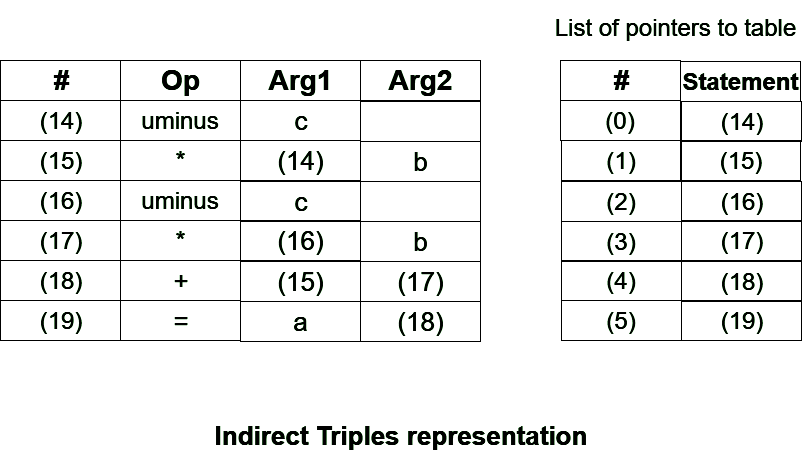 List of pointers to table
# Op Arg1 Arg2 # Statement
(14) uminus c (0) (14)
(15) * (14) b (1) (15)
(16) uminus c (2) (16)
(17) * (16) b (3) (17)
(18) + (15) (17) (4) (18)
(19) = a (18) (5) (19)
Indirect Triples representation